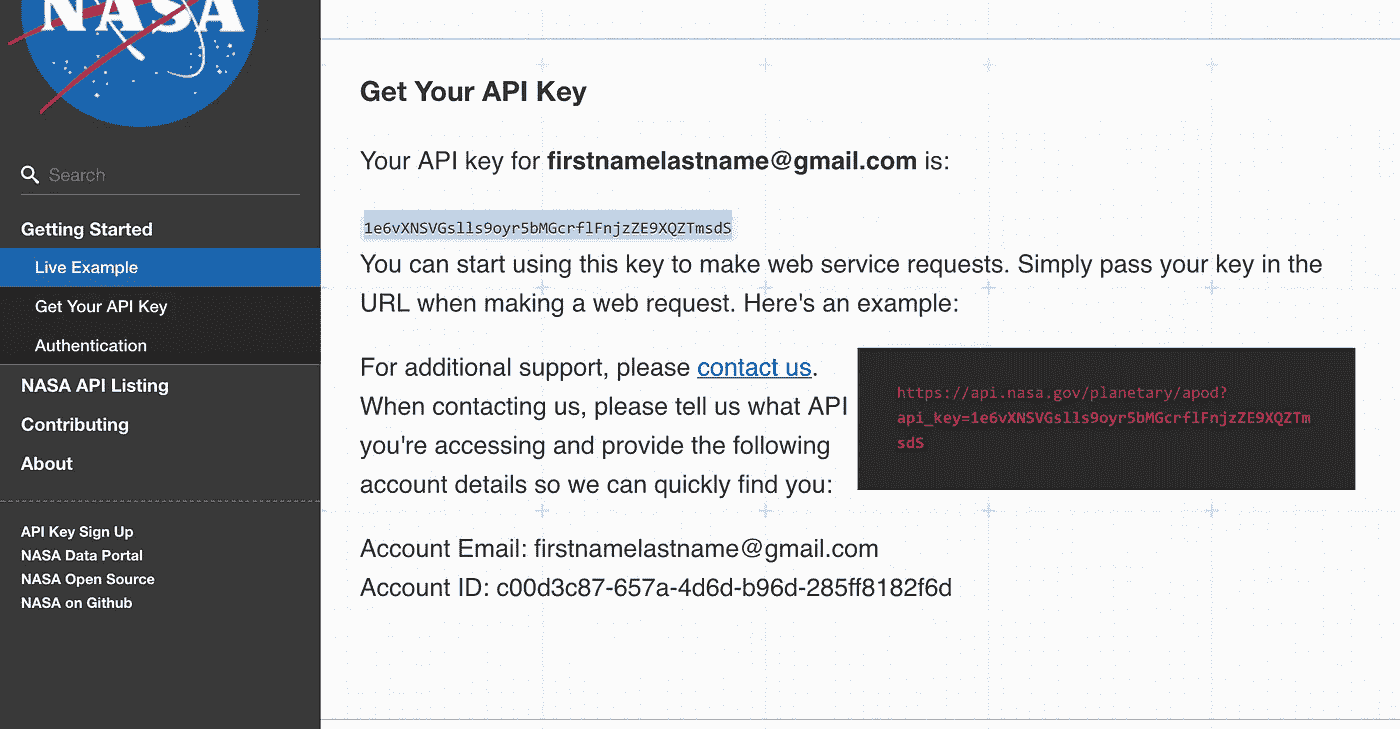 NASA
Search
Getting Started
Live Example
Get Your API Key
Authentication
NASA API Listing
Contributing
About
API Key Sign Up
NASA Data Portal
NASA Open Source
NASA on Github
Get Your API Key
Your API key for firstnamelastname@gmail.com is:
1e6vXNSVGslls9oyr5bMGcrflFnjzZE9XQZTmsdS
You can start using this key to make web service requests. Simply pass your key in the
URL when making a web request. Here's an example:
For additional support, please contact us.
When contacting us, please tell us what API
you're accessing and provide the following
account details so we can quickly find you:
https://api.nasa.gov/planetary/apod?
api_key=1e6vXNSVGslls9oyr5bMGcrflFnjzZE9XQZTm
sdS
Account Email: firstnamelastname@gmail.com
Account ID: c00d3c87-657a-4d6d-b96d-285ff8182f6d